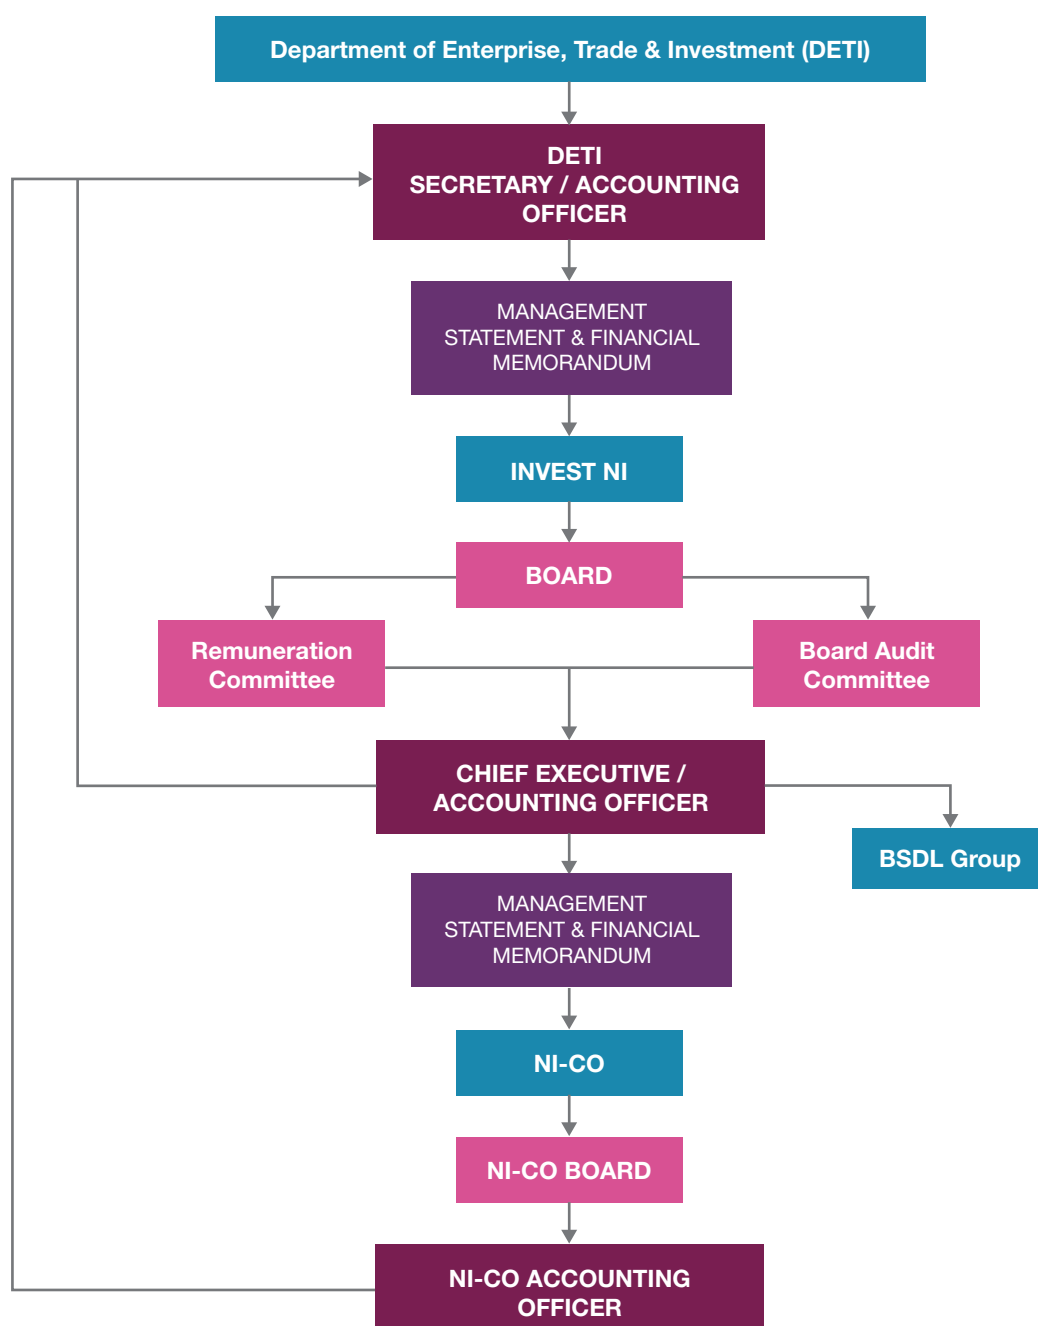 Department of Enterprise, Trade & Investment (DETI)
DETI
SECRETARY / ACCOUNTING
OFFICER
MANAGEMENT
STATEMENT & FINANCIAL
MEMORANDUM
INVEST NI
BOARD
Remuneration
Committee
Board Audit
Committee
CHIEF EXECUTIVE /
ACCOUNTING OFFICER
BSDL Group
MANAGEMENT
STATEMENT & FINANCIAL
MEMORANDUM
NI-CO
NI-CO BOARD
NI-CO ACCOUNTING
OFFICER